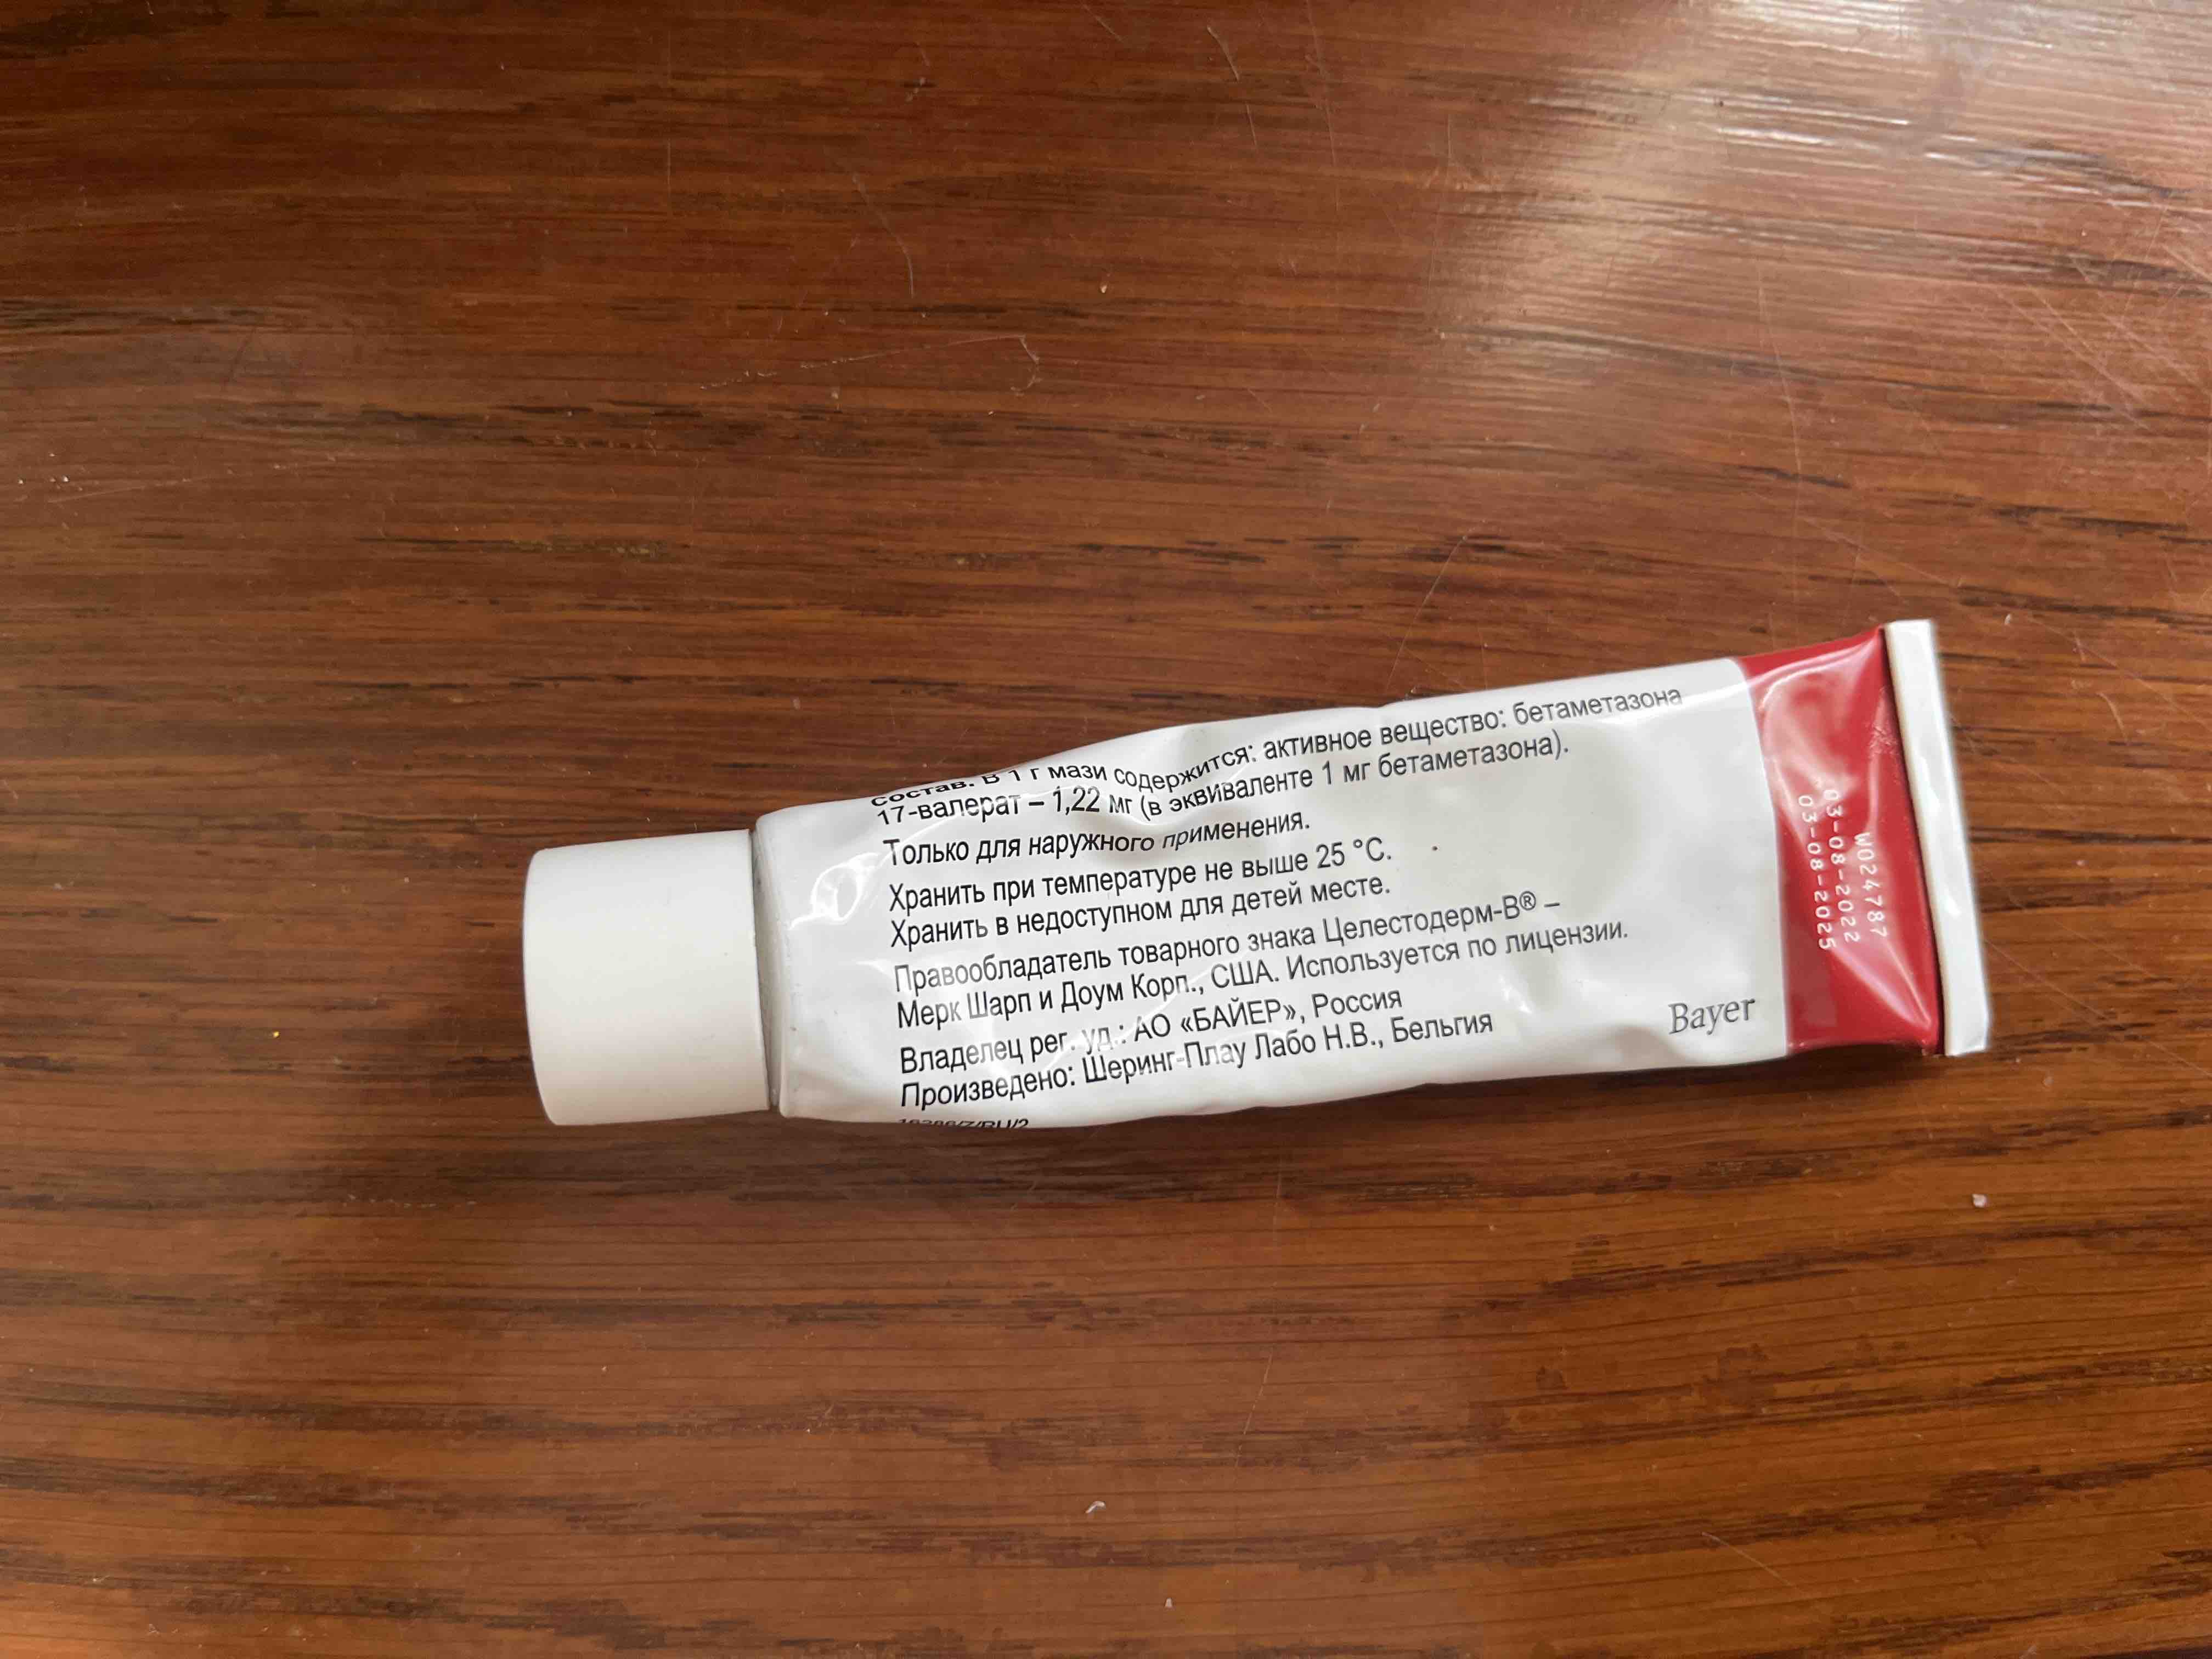 Состав. В 1 г мази содержится: активное вещество: бетаметазона
17-валерат – 1,22 мг (в эквиваленте 1 мг бетаметазона).
Только для наружного применения.
Хранить при температуре не выше 25 °C.
Хранить в недоступном для детей месте.
Правообладатель товарного знака Целестодерм-В® –
Мерк Шарп и Доум Корп., США. Используется по лицензии.
Владелец рег. уд.: АО «БАЙЕР», Россия
Произведено: Шеринг-Плау Лабо Н.В., Бельгия
Bayer
W024787
03-08-2022
03-08-2025